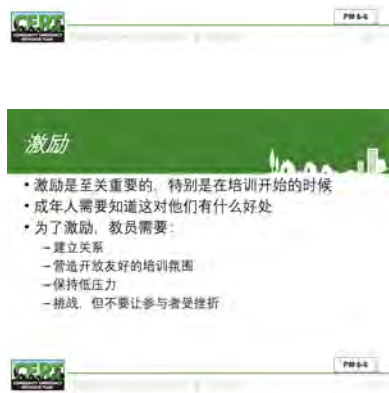 CERT
PM 6-6
激励
• 激励是至关重要的，特别是在培训开始的时候
• 成年人需要知道这对他们有什么好处
• 为了激励，教员需要：
–建立关系
–营造开放友好的培训氛围
–保持低压力
–挑战，但不要让参与者受挫折
CERT
PM 6-6